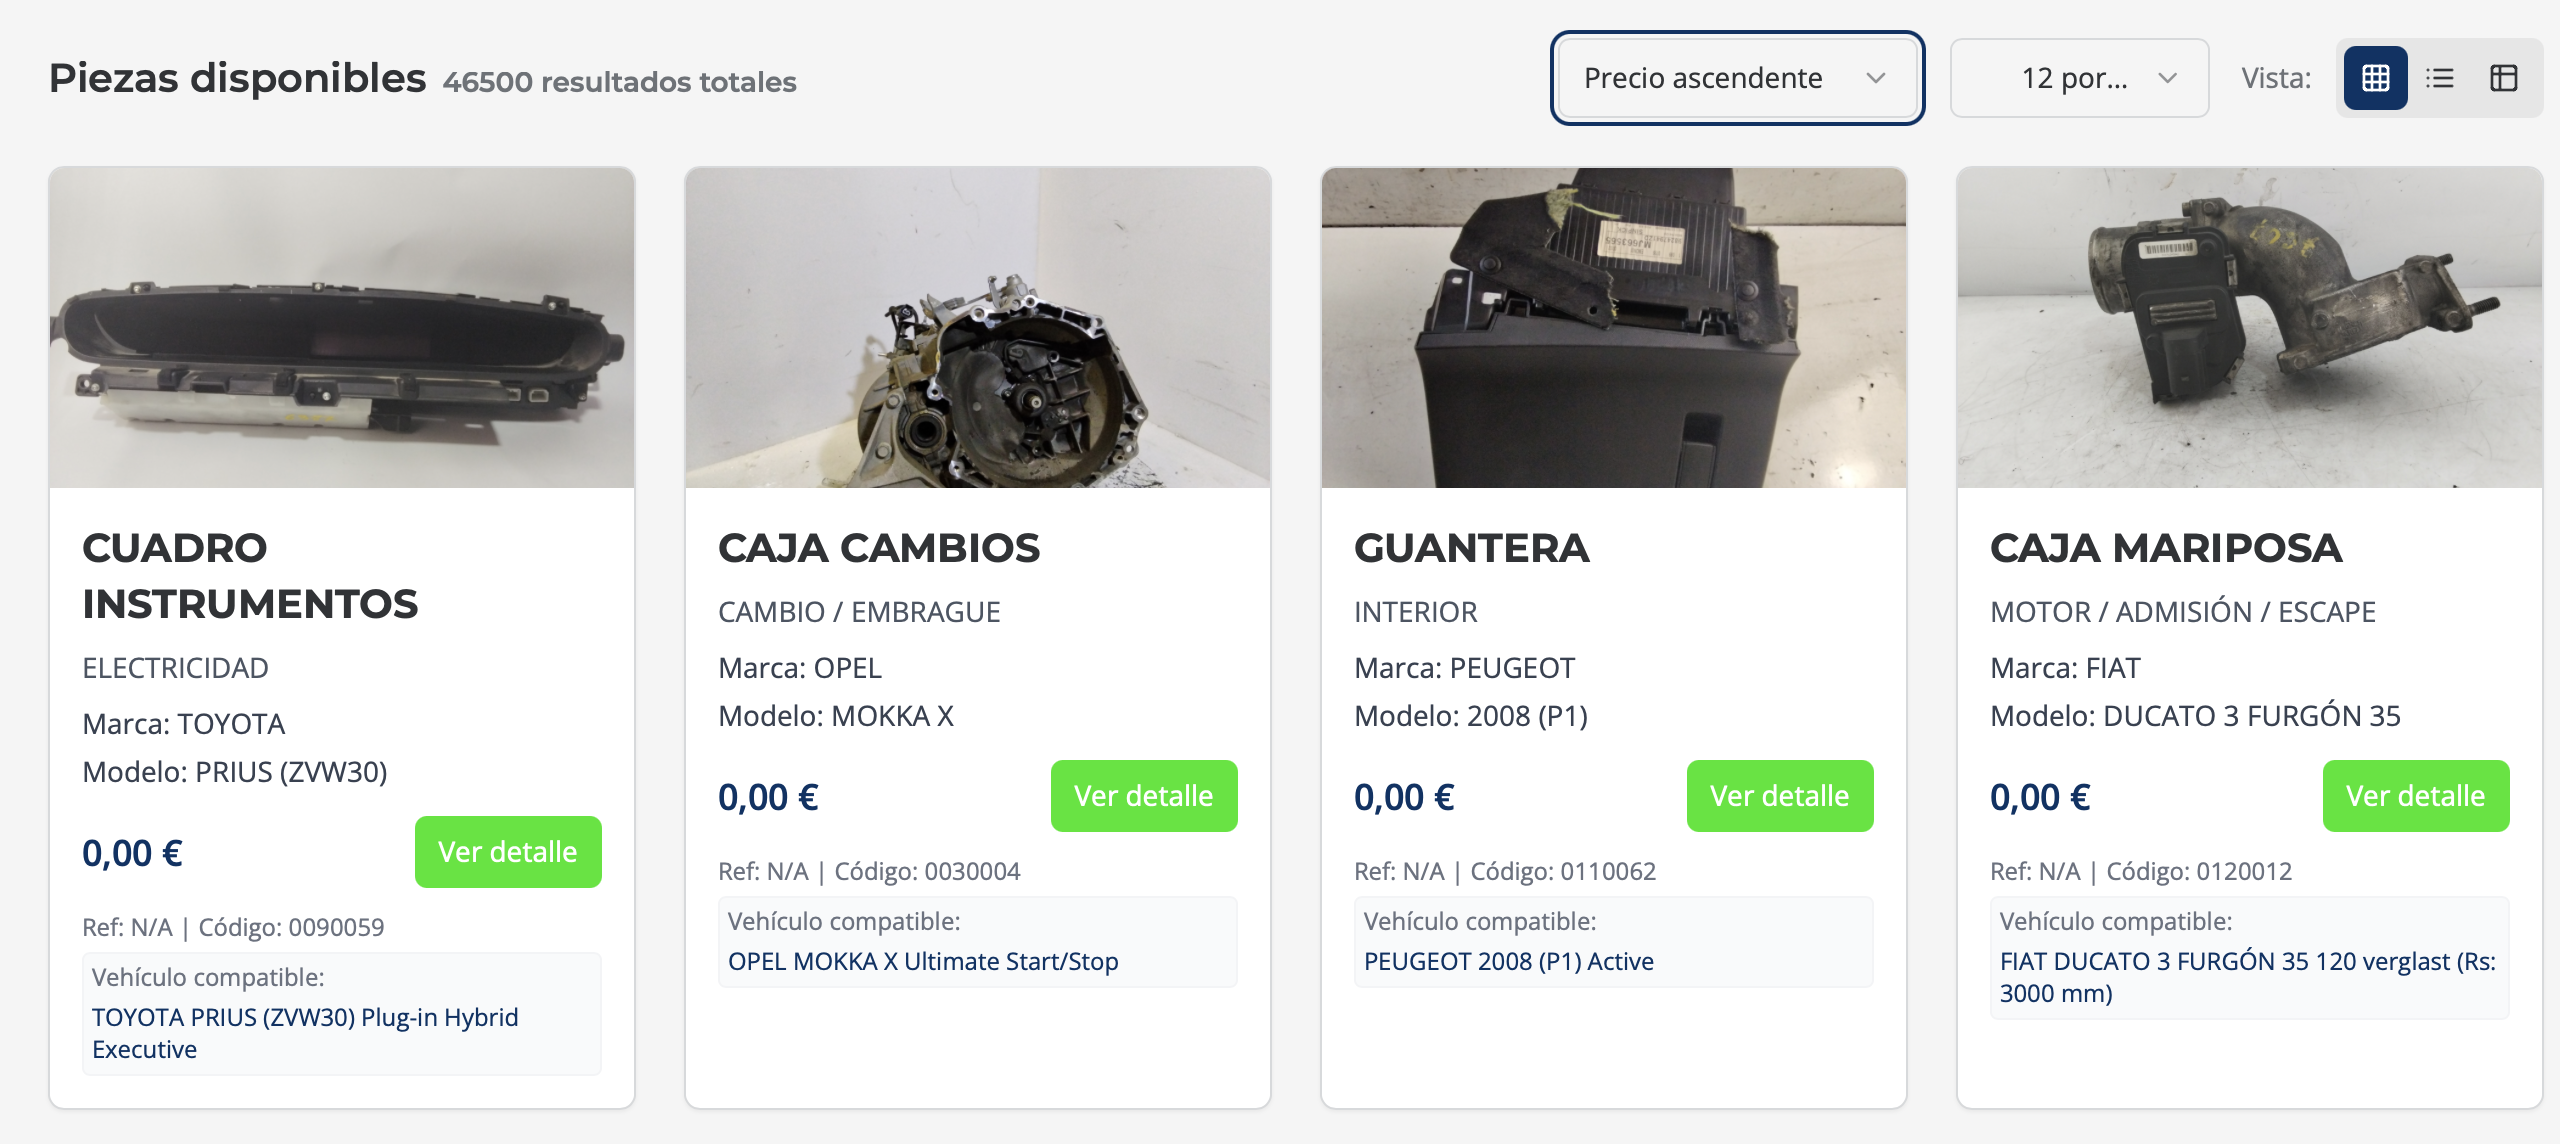 Piezas disponibles 46500 resultados totales
Precio ascendente
12 por...
Vista:
CUADRO
INSTRUMENTOS
ELECTRICIDAD
Marca: TOYOTA
Modelo: PRIUS (ZVW30)
0,00 €
Ver detalle
Ref: N/A | Código: 0090059
Vehículo compatible:
TOYOTA PRIUS (ZVW30) Plug-in Hybrid
Executive
CAJA CAMBIOS
CAMBIO / EMBRAGUE
Marca: OPEL
Modelo: MOKKA X
0,00 €
Ver detalle
Ref: N/A | Código: 0030004
Vehículo compatible:
OPEL MOKKA X Ultimate Start/Stop
GUANTERA
INTERIOR
Marca: PEUGEOT
Modelo: 2008 (P1)
0,00 €
Ver detalle
Ref: N/A | Código: 0110062
Vehículo compatible:
PEUGEOT 2008 (P1) Active
CAJA MARIPOSA
MOTOR / ADMISIÓN / ESCAPE
Marca: FIAT
Modelo: DUCATO 3 FURGÓN 35
0,00 €
Ver detalle
Ref: N/A | Código: 0120012
Vehículo compatible:
FIAT DUCATO 3 FURGÓN 35 120 verglast (Rs:
3000 mm)